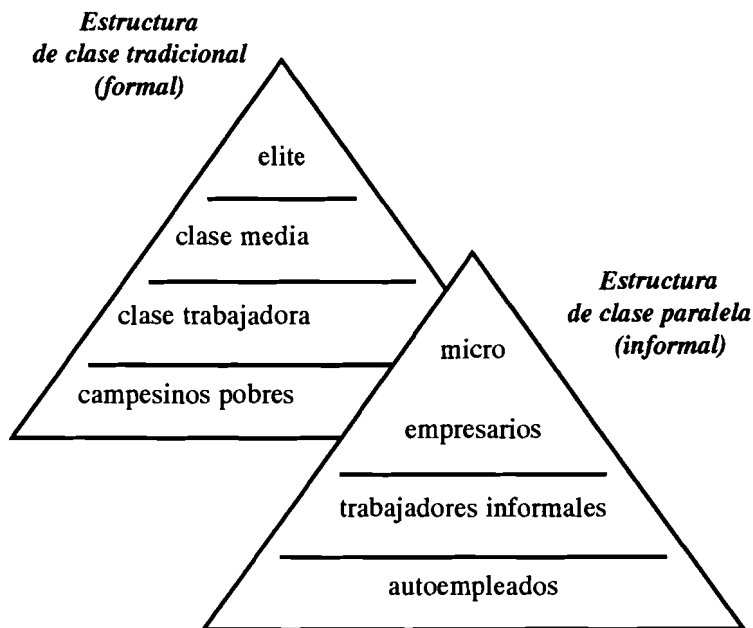 Estructura
de clase tradicional
(formal)
elite
clase media
clase trabajadora
campesinos pobres
Estructura
de clase paralela
(informal)
micro
empresarios
trabajadores informales
autoempleados